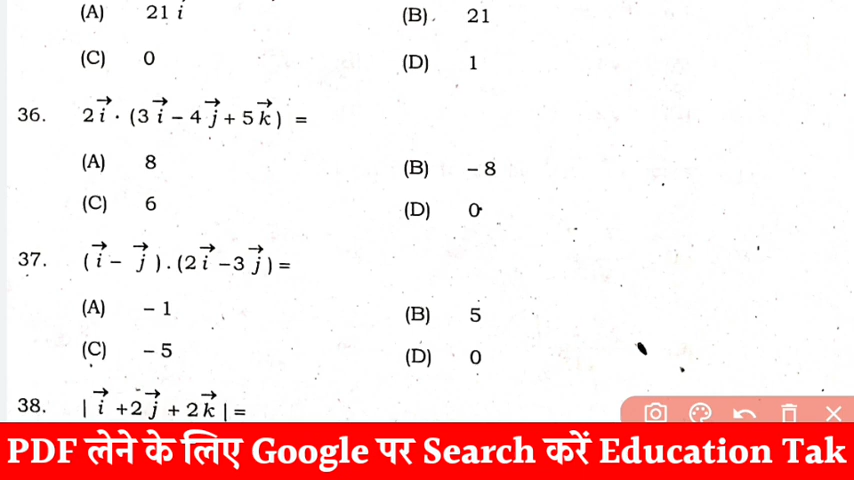 (A) 21 i (B) 21
(C) 0 (D) 1
36. 2i⃗ · (3i⃗ − 4j⃗ + 5k⃗) =
(A) 8 (B) − 8
(C) 6 (D) 0
37. (i⃗ − j⃗) . (2i⃗ − 3j⃗) =
(A) − 1 (B) 5
(C) − 5 (D) 0
38. |i⃗ + 2j⃗ + 2k⃗| =
PDF लेने के लिए Google पर Search करें Education Tak